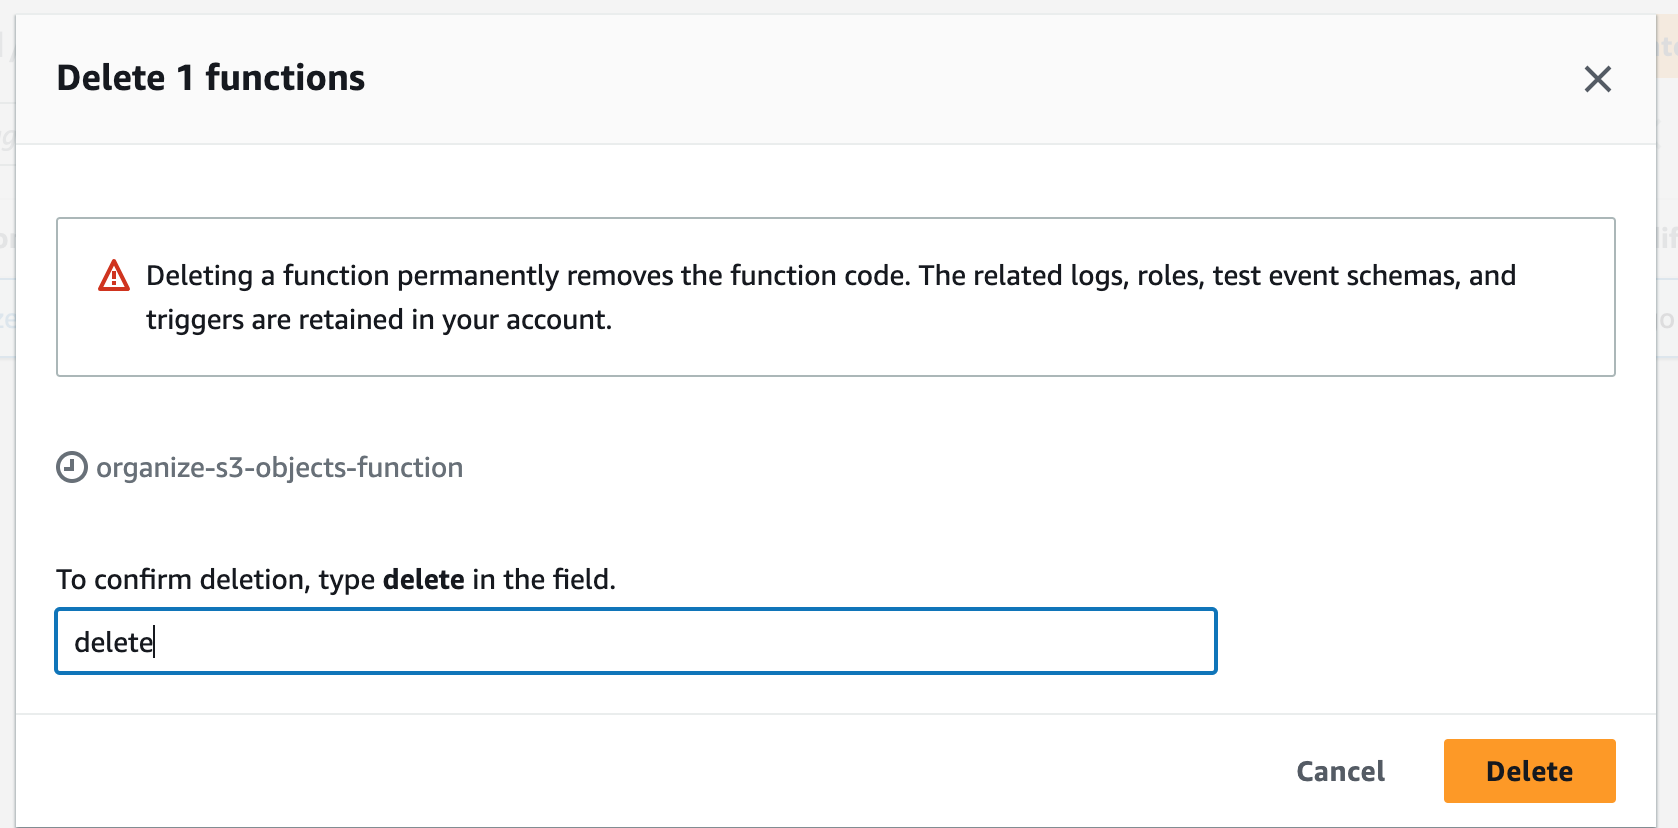 Delete 1 functions
Deleting a function permanently removes the function code. The related logs, roles, test event schemas, and
triggers are retained in your account.
organize-s3-objects-function
To confirm deletion, type delete in the field.
delete
Cancel
Delete